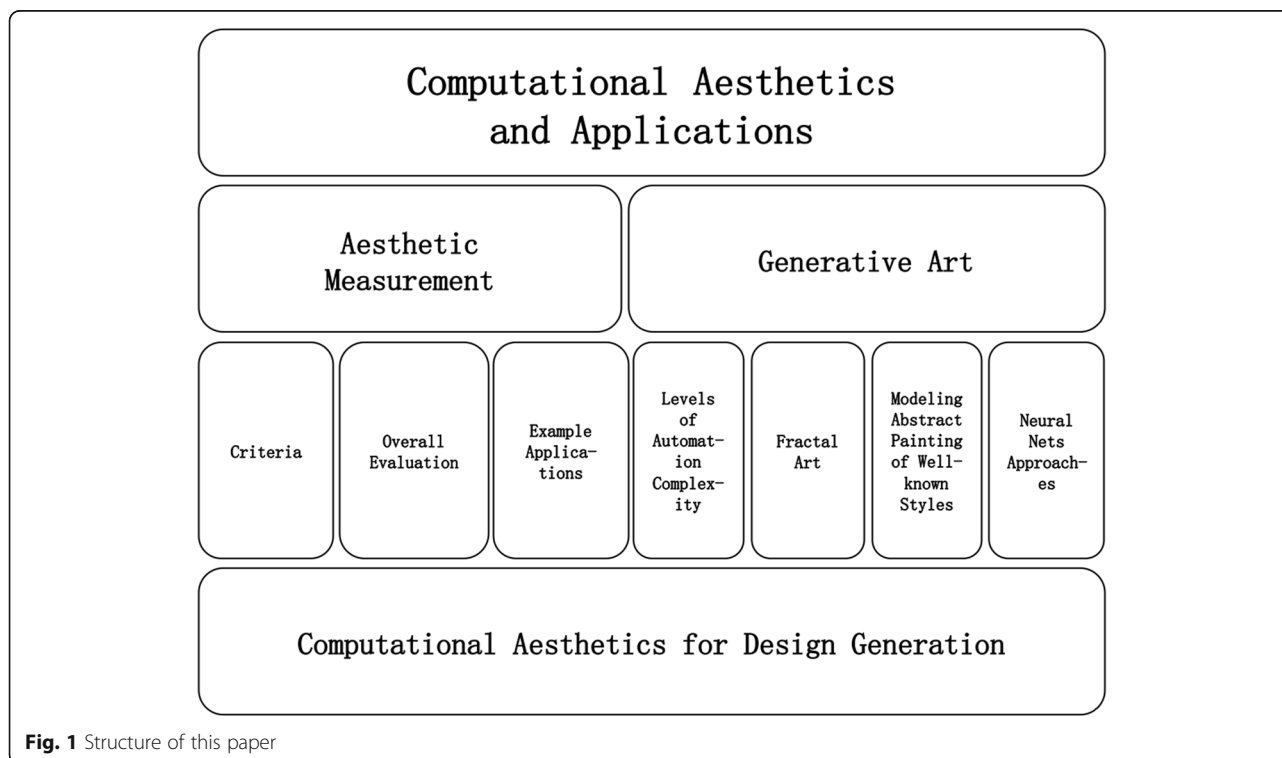 Computational Aesthetics
and Applications
Aesthetic
Measurement
Generative Art
Criteria
Overall
Evaluation
Example
Applica-
tions
Levels
of
Automat-
ion
Complex-
ity
Fractal
Art
Modeling
Abstract
Painting
of Well-
known
Styles
Neural
Nets
Approach-
es
Computational Aesthetics for Design Generation
Fig. 1 Structure of this paper